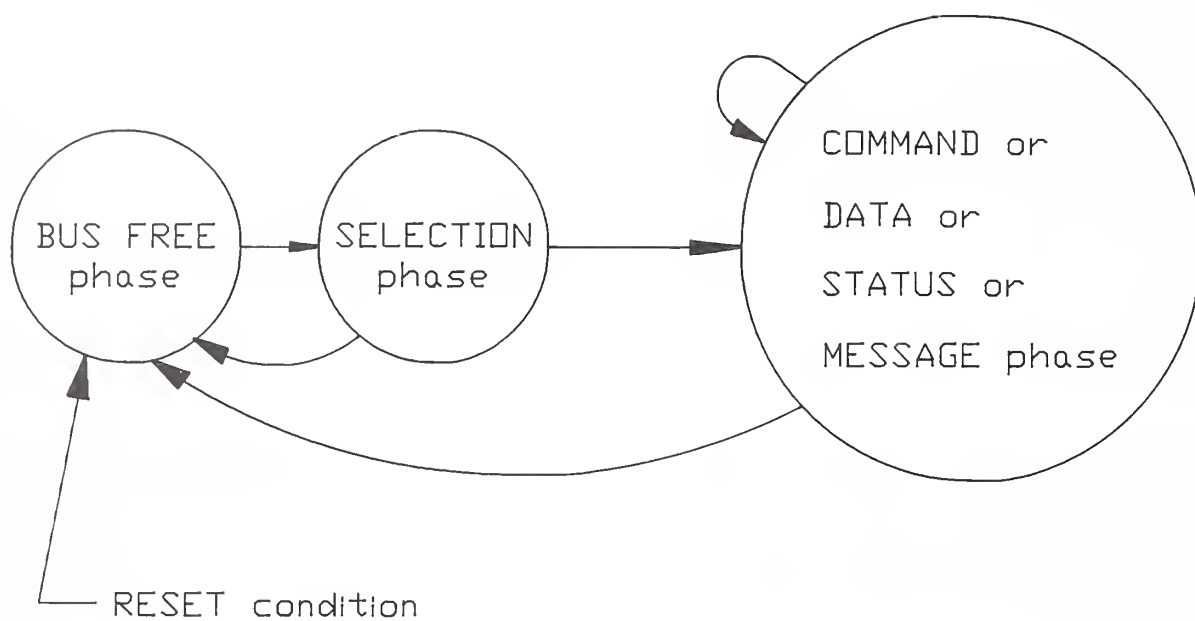 BUS FREE
phase
SELECTION
phase
COMMAND or
DATA or
STATUS or
MESSAGE phase
RESET condition